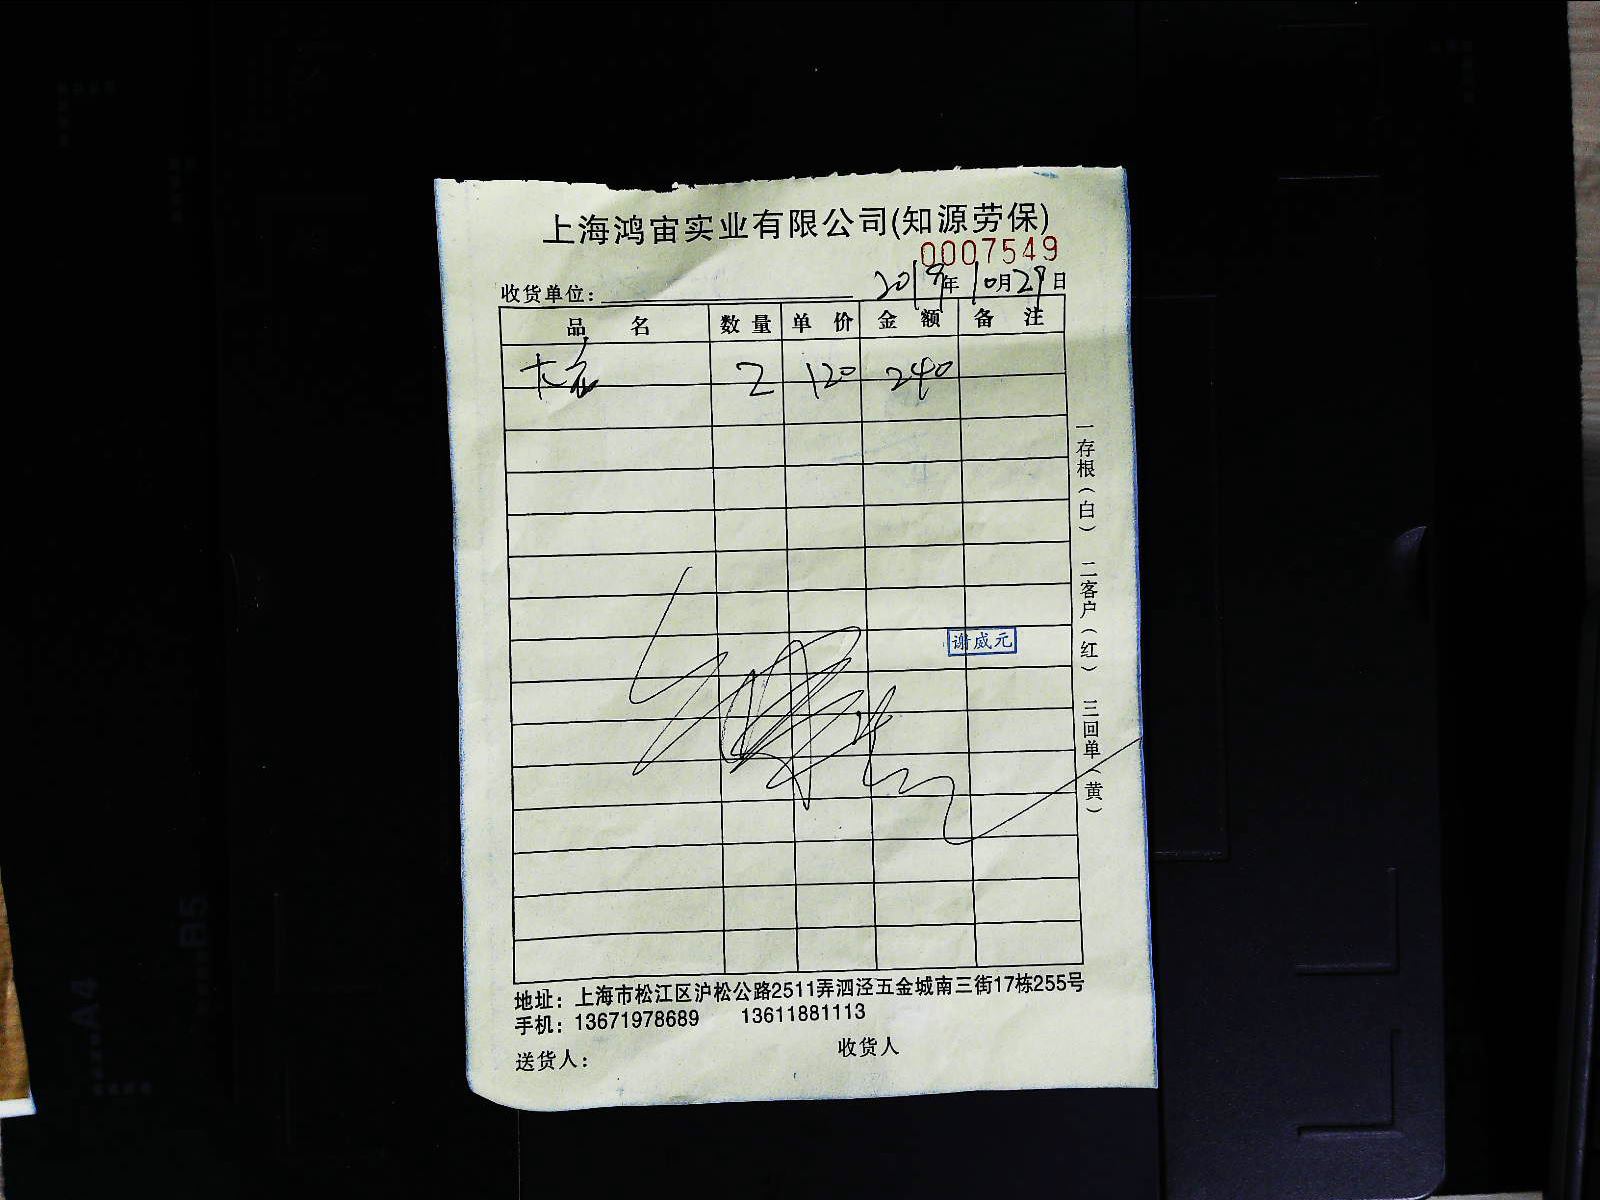 上海鸿宙实业有限公司(知源劳保)
0007549
收货单位: 2019年10月29日
品 名 数量 单价 金额 备注
大衣 2 120 240
谢威元
一存根(白) 二客户(红) 三回单(黄)
地址：上海市松江区沪松公路2511弄泗泾五金城南三街17栋255号
手机：13671978689 13611881113
送货人： 收货人
A4
B5